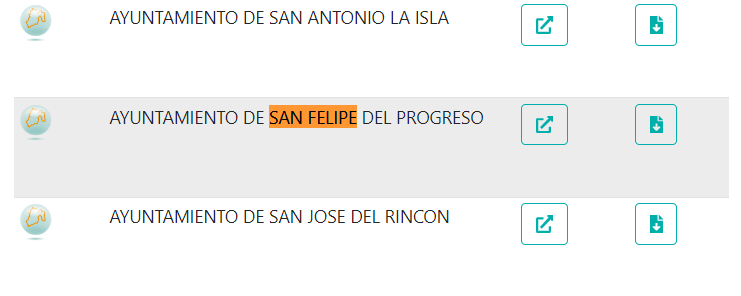 AYUNTAMIENTO DE SAN ANTONIO LA ISLA
AYUNTAMIENTO DE SAN FELIPE DEL PROGRESO
AYUNTAMIENTO DE SAN JOSE DEL RINCON